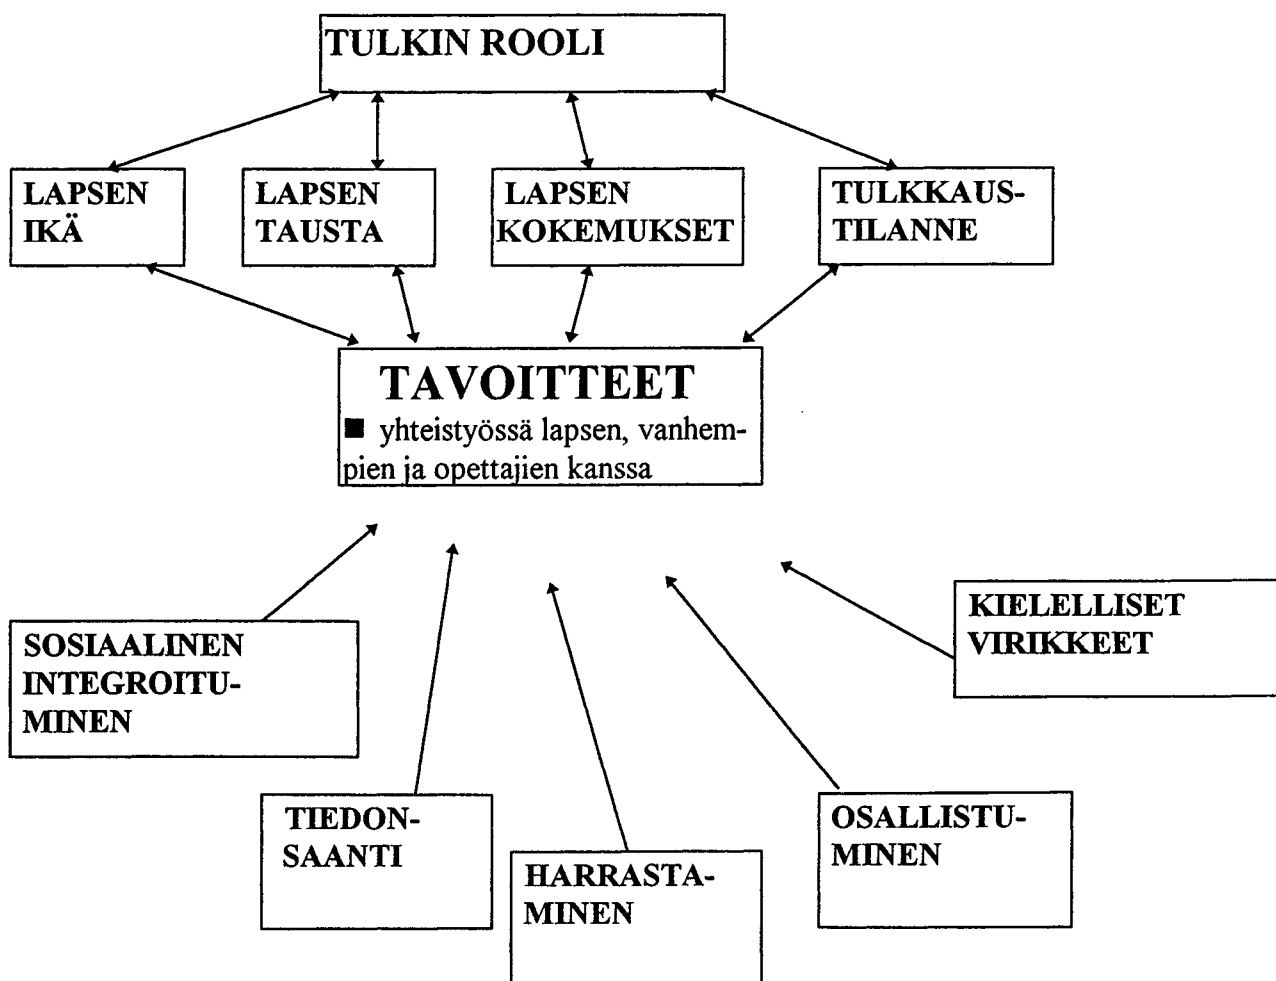 TULKIN ROOLI
LAPSEN
IKÄ
LAPSEN
TAUSTA
LAPSEN
KOKEMUKSET
TULKKAUS-
TILANNE
TAVOITTEET
■ yhteistyössä lapsen, vanhem-
pien ja opettajien kanssa
SOSIAALINEN
INTEGROITU-
MINEN
TIEDON-
SAANTI
HARRASTA-
MINEN
OSALLISTU-
MINEN
KIELELLISET
VIRIKKEET